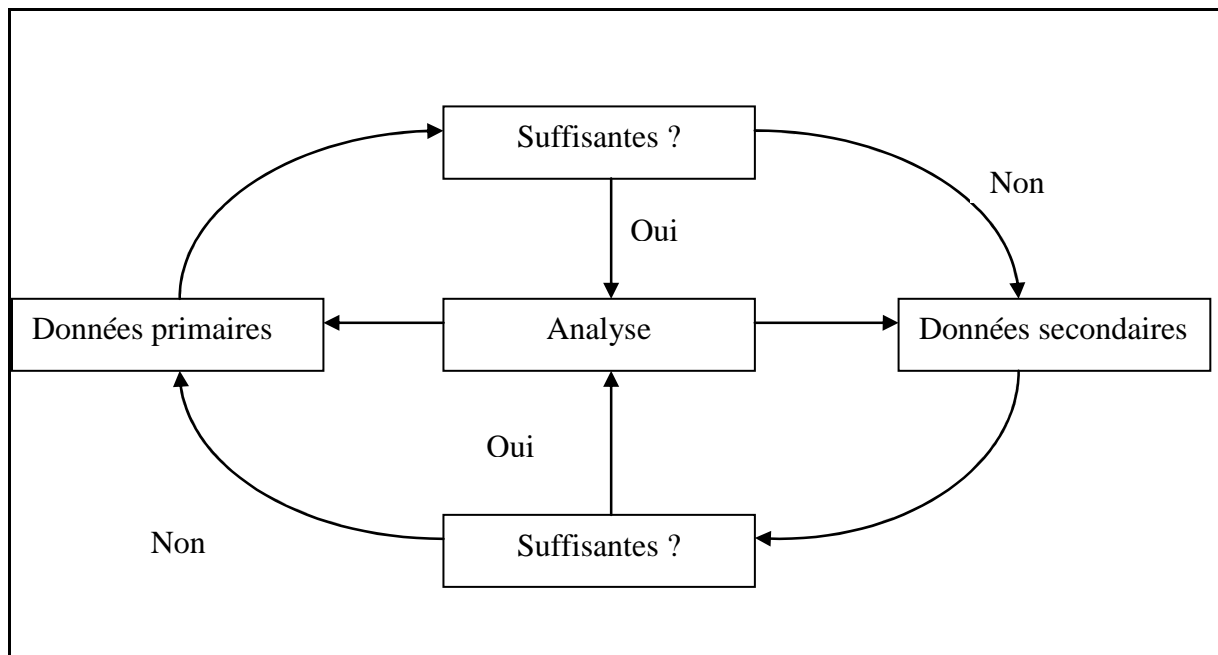 Suffisantes ?
Non
Oui
Données primaires
Analyse
Données secondaires
Oui
Non
Suffisantes ?